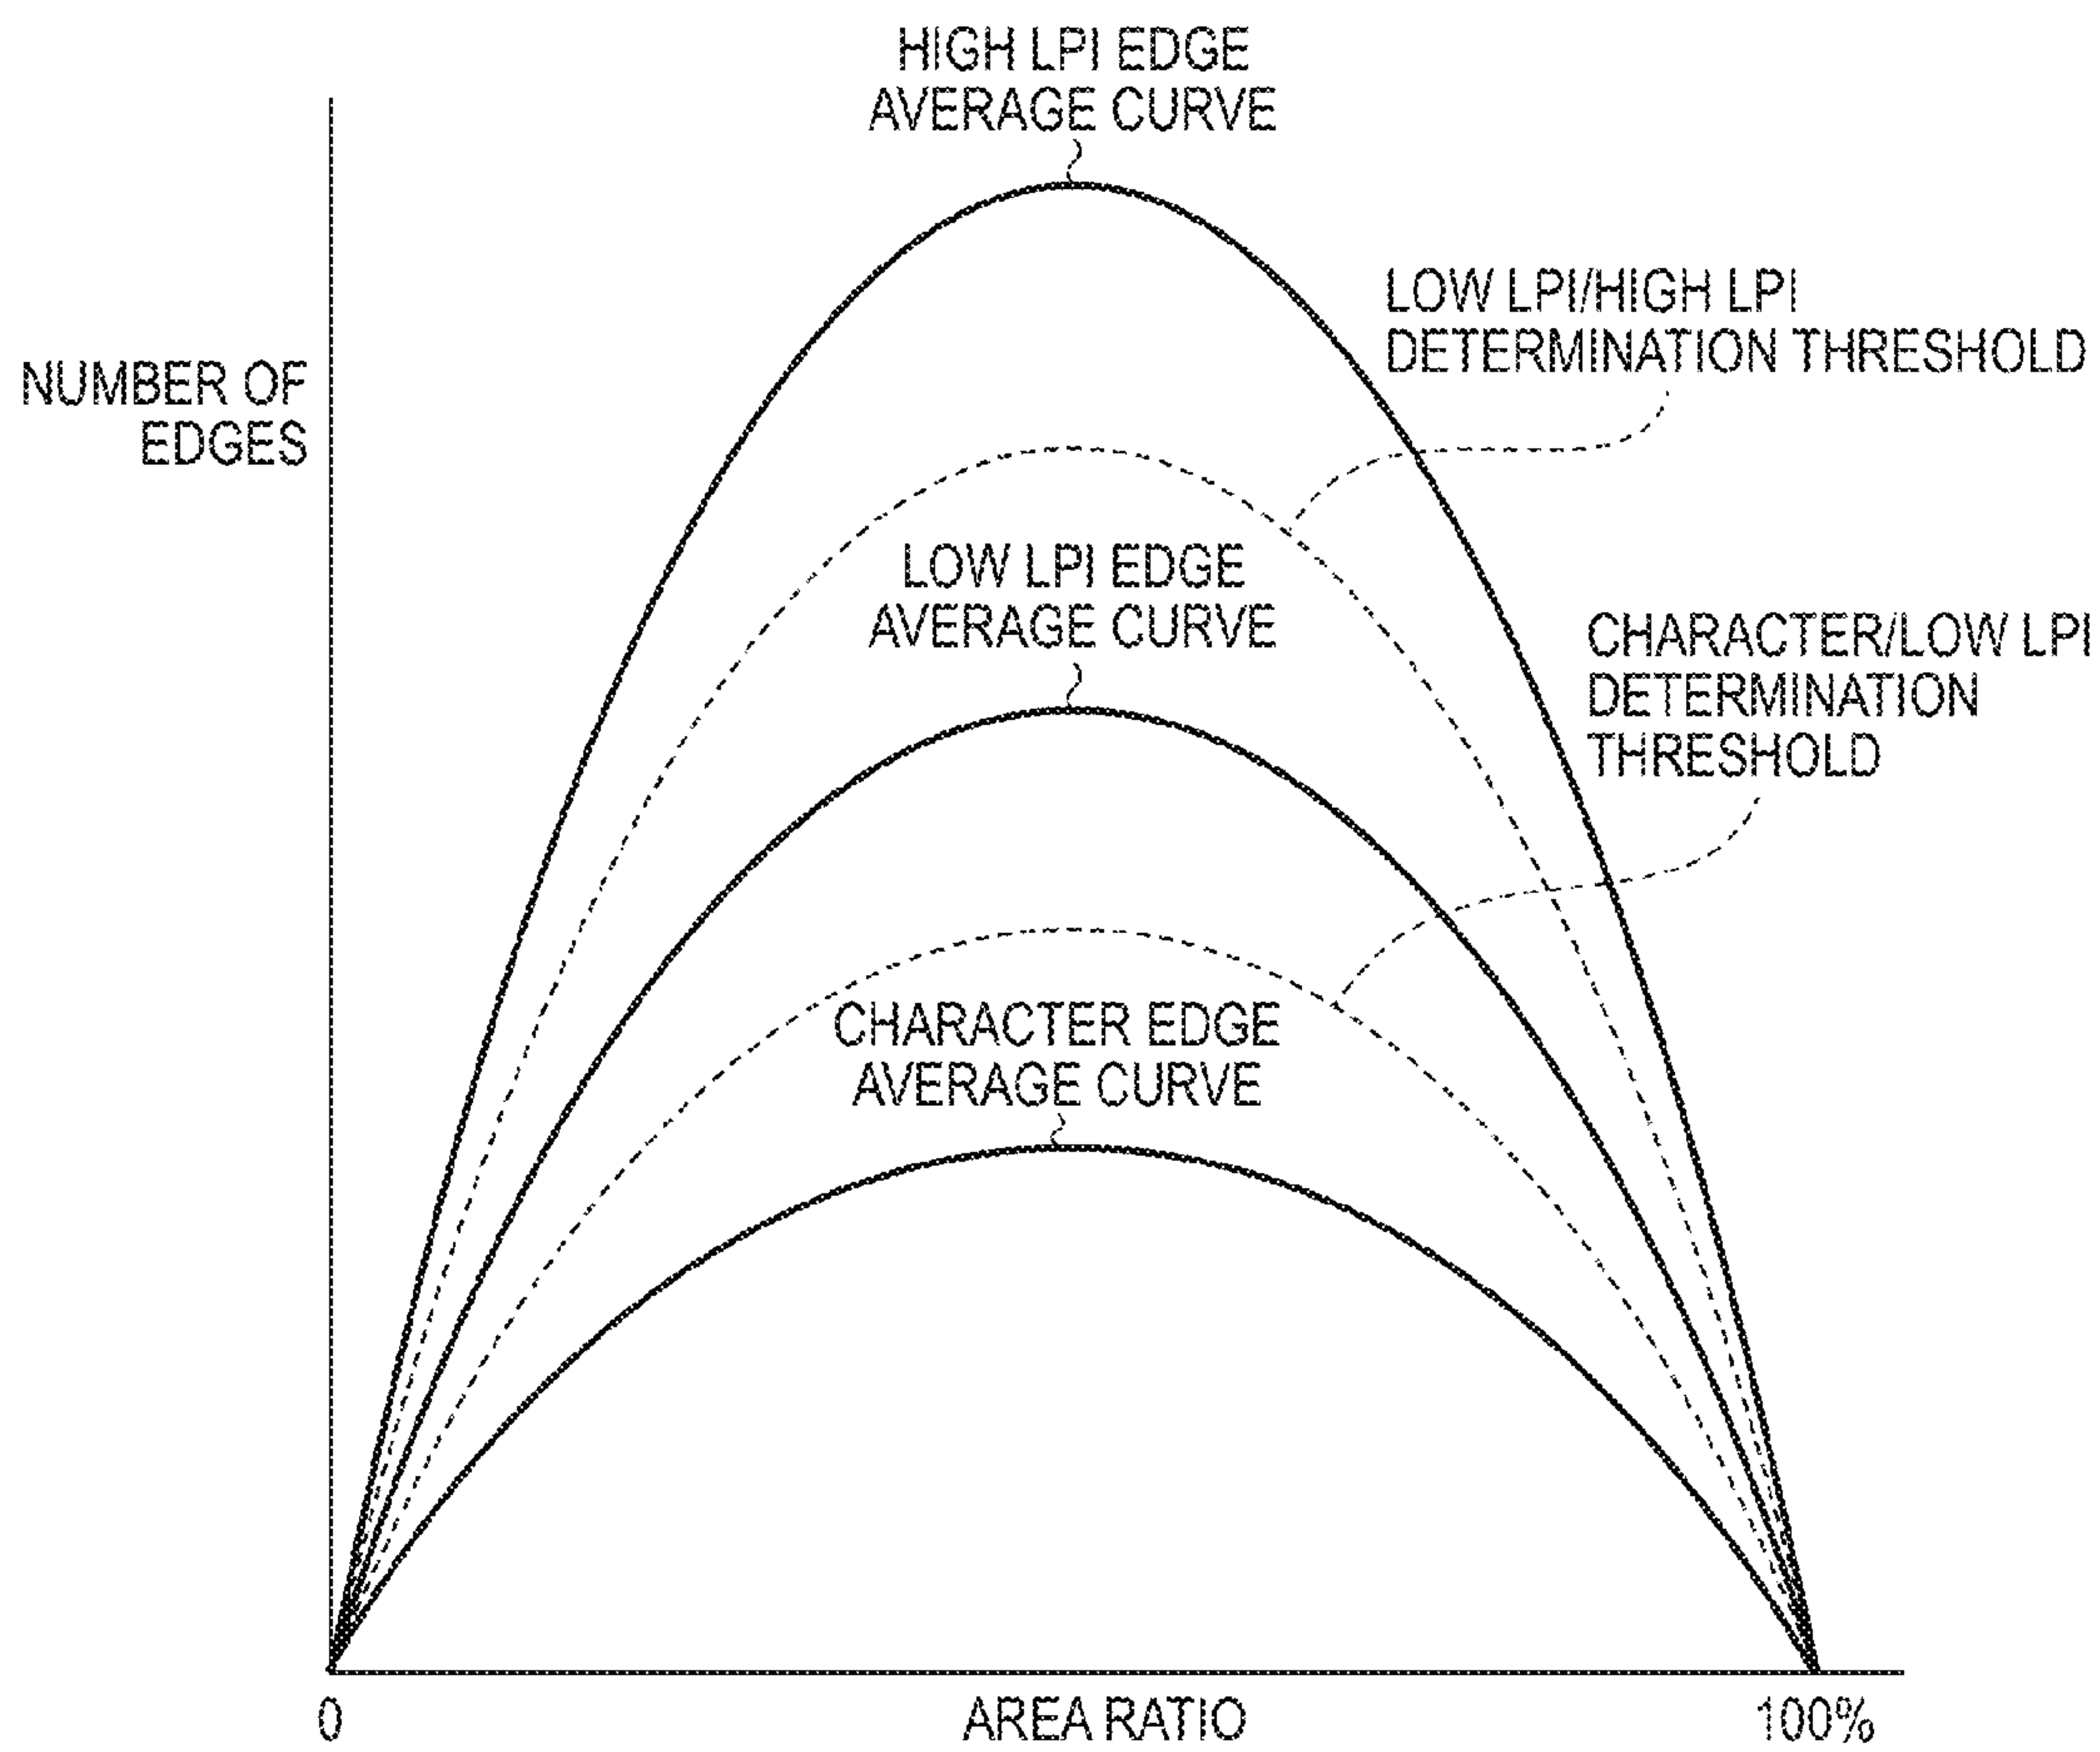 HIGH LPI EDGE
AVERAGE CURVE
LOW LPI/HIGH LPI
DETERMINATION THRESHOLD
NUMBER OF
EDGES
LOW LPI EDGE
AVERAGE CURVE
CHARACTER/LOW LPI
DETERMINATION
THRESHOLD
CHARACTER EDGE
AVERAGE CURVE
0
AREA RATIO
100%